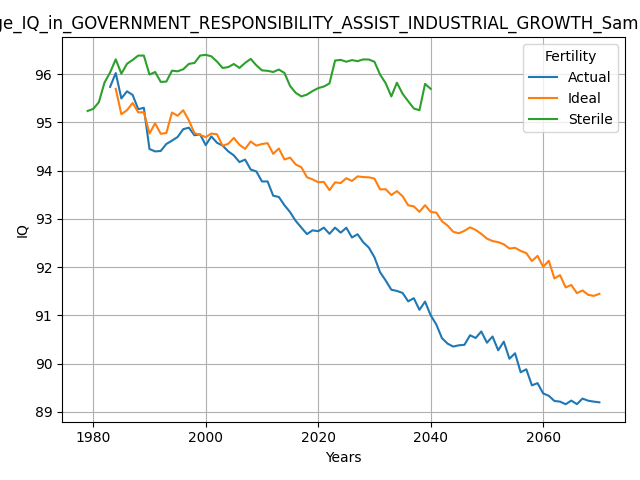 ge_IQ_in_GOVERNMENT_RESPONSIBILITY_ASSIST_INDUSTRIAL_GROWTH_Sam
Fertility
Actual
Ideal
Sterile
96
95
94
93
92
91
90
89
IQ
1980 2000 2020 2040 2060
Years